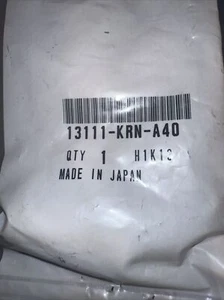 13111-KRN-A40
QTY 1 H1K12
MADE IN JAPAN